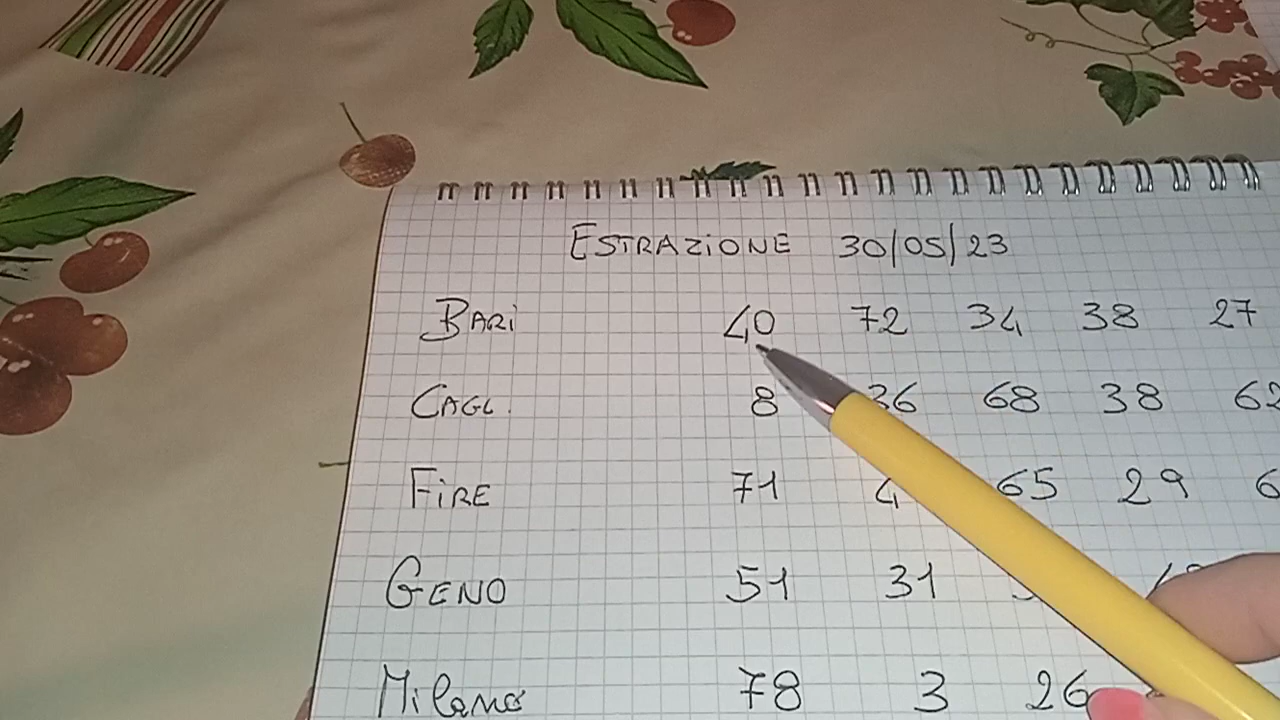 ESTRAZIONE 30/05/23
BARI 40 72 34 38 27
CAGL. 8 36 68 38 62
FIRE 71 65 29
GENO 51 31
Milano 78 3 26